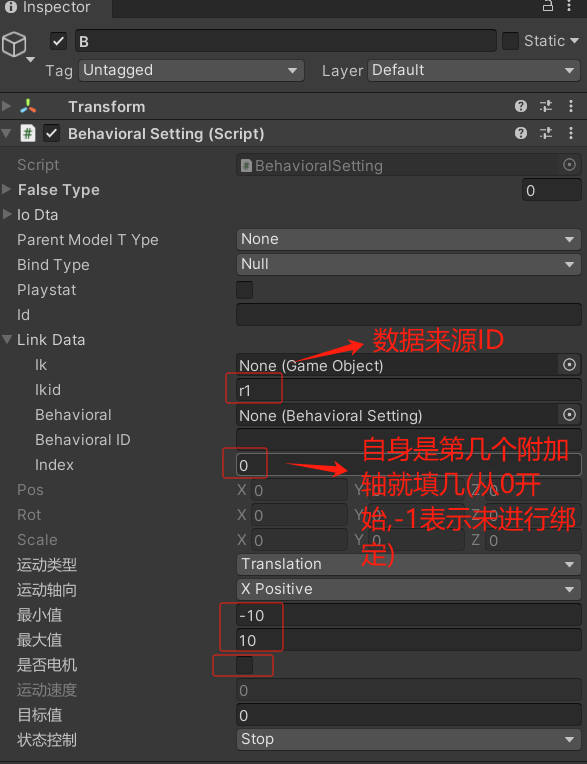 Inspector
B
Static
Tag Untagged Layer Default
Transform
Behavioral Setting (Script)
Script BehavioralSetting
False Type 0
Io Dta
Parent Model T Ype None
Bind Type Null
Playstat
Id
Link Data
数据来源ID
Ik None (Game Object)
Ikid r1
Behavioral None (Behavioral Setting)
Behavioral ID
Index 0
自身是第几个附加
轴就填几(从0开
始,-1表示未进行绑
定)
Pos X 0 Y 0 Z 0
Rot X 0 Y 0 Z 0
Scale X 0 Y 0 Z 0
运动类型 Translation
运动轴向 X Positive
最小值 -10
最大值 10
是否电机
运动速度 0
目标值 0
状态控制 Stop